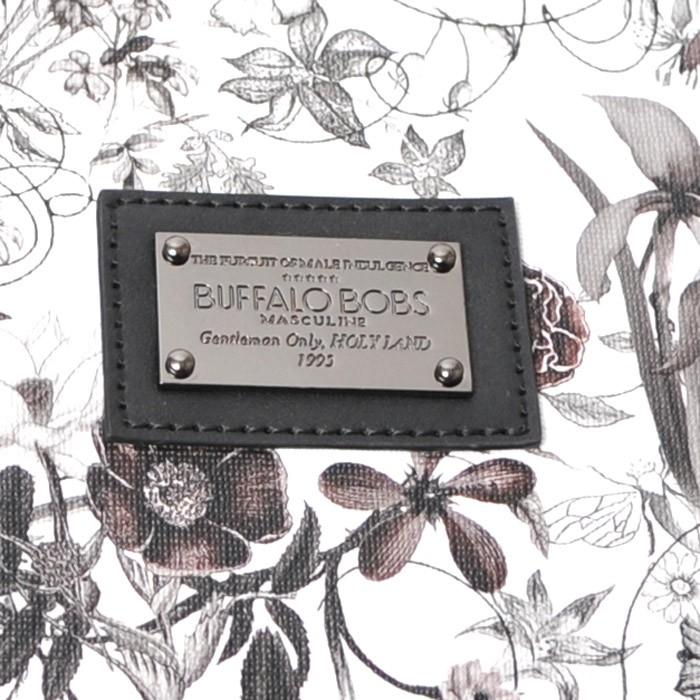 THE PURSUIT OF MALE INDULGENCE
BUFFALO BOBS
MASCULINE
Gentleman Only, HOLY LAND
1995